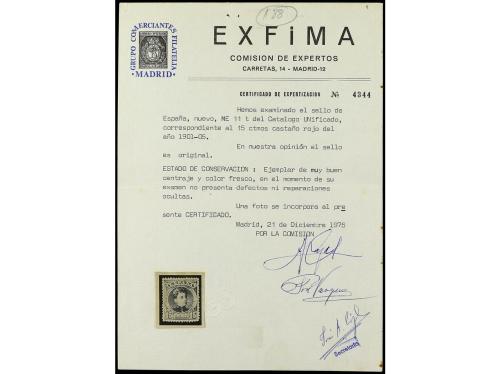 188
EXFiMA
COMISION DE EXPERTOS
CARRETAS, 14 - MADRID-12
GRUPO COMERCIANTES FILATELIA
MADRID
CERTIFICADO DE EXPERTIZACION № 4344
Hemos examinado el sello de
España, nuevo, ME 11 t del Catalogo UNificado,
correspondiente al 15 ctmos castaño rojo del
año 1901-05.
En nuestra opinión el sello
es original.
ESTADO DE CONSERVACION : Ejemplar de muy buen
centraje y color fresco, en el momento de su
examen no presenta defectos ni reparaciones
ocultas.
Una foto se incorpora al pre
sente CERTIFICADO.
Madrid, 21 de Diciembre 1975
POR LA COMISION
ESPAÑA
15
Secretario